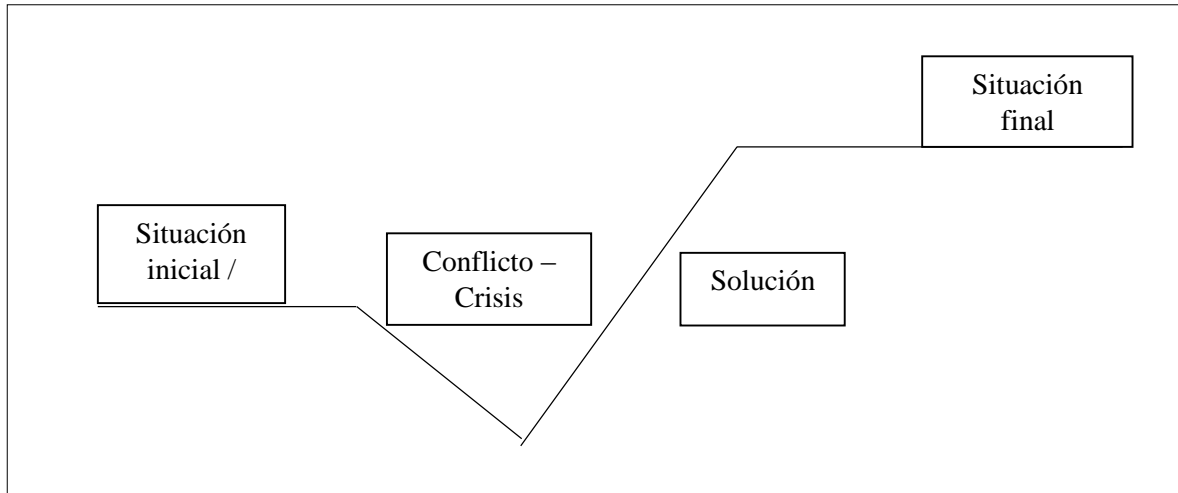 Situación
final
Situación
inicial /
Conflicto –
Crisis
Solución